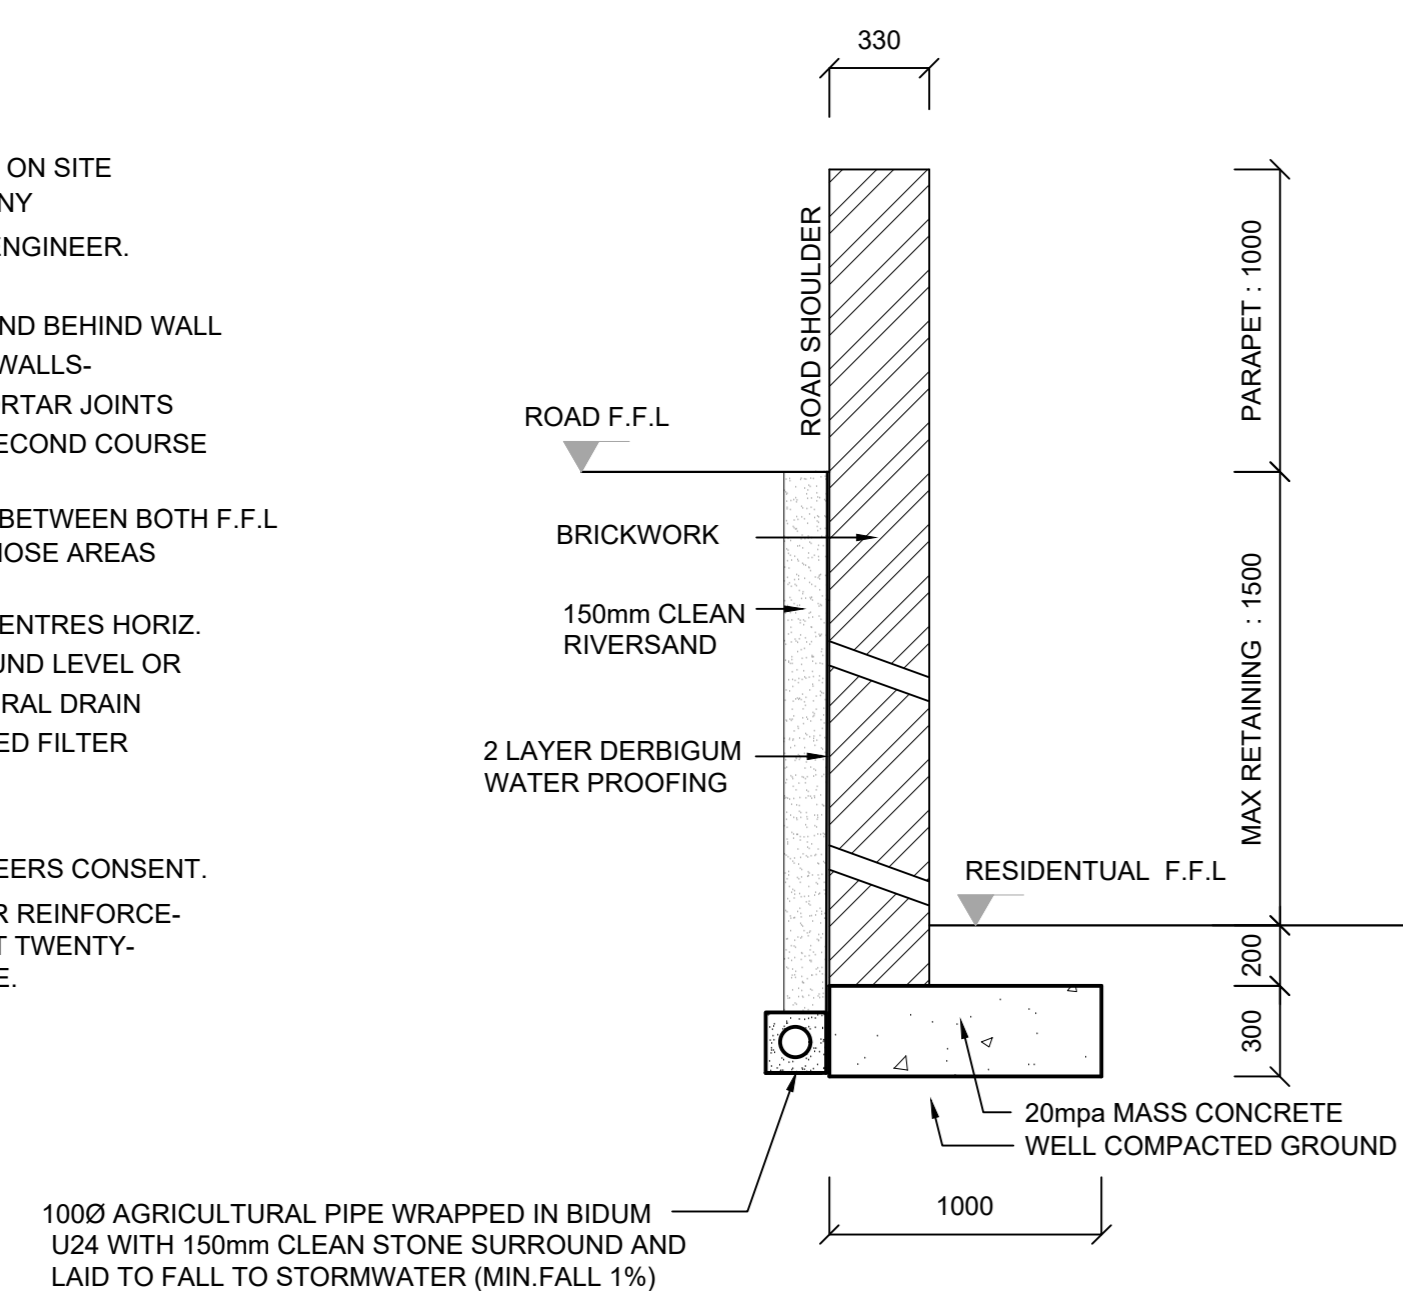 ON SITE
NY
ENGINEER.
ND BEHIND WALL
WALLS-
RTAR JOINTS
ECOND COURSE
BETWEEN BOTH F.F.L
HOSE AREAS
ENTRES HORIZ.
UND LEVEL OR
RAL DRAIN
ED FILTER
EERS CONSENT.
R REINFORCE-
T TWENTY-
E.
330
ROAD SHOULDER
PARAPET : 1000
ROAD F.F.L
BRICKWORK
150mm CLEAN
RIVERSAND
MAX RETAINING : 1500
2 LAYER DERBIGUM
WATER PROOFING
RESIDENTUAL F.F.L
200
300
20mpa MASS CONCRETE
WELL COMPACTED GROUND
1000
100Ø AGRICULTURAL PIPE WRAPPED IN BIDUM
U24 WITH 150mm CLEAN STONE SURROUND AND
LAID TO FALL TO STORMWATER (MIN.FALL 1%)